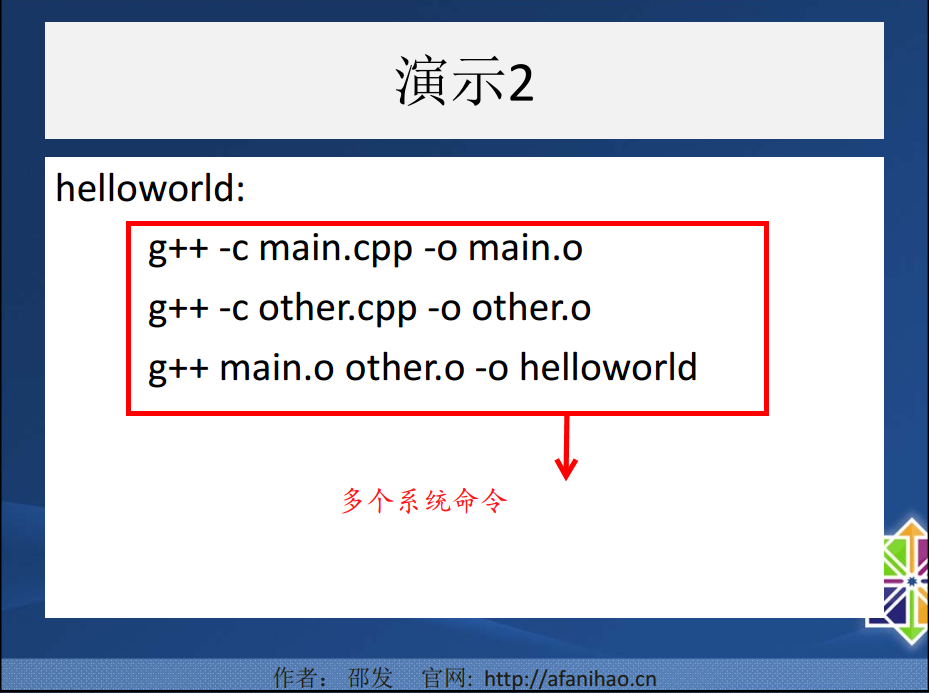 演示2
helloworld:
g++ -c main.cpp -o main.o
g++ -c other.cpp -o other.o
g++ main.o other.o -o helloworld
多个系统命令
作者： 邵发 官网: http://afanihao.cn